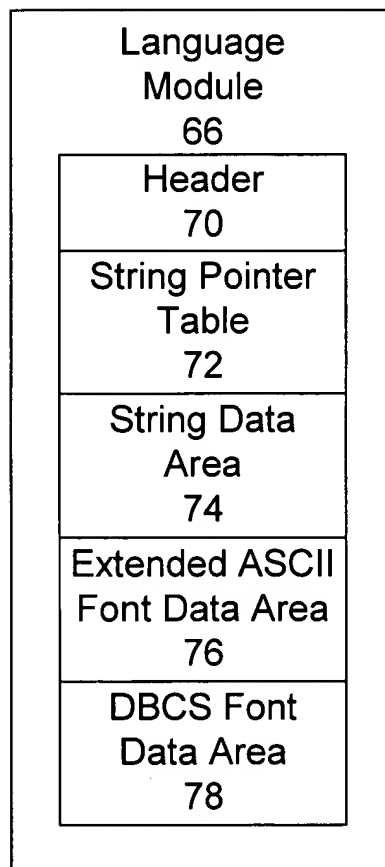 Language
Module
66
Header
70
String Pointer
Table
72
String Data
Area
74
Extended ASCII
Font Data Area
76
DBCS Font
Data Area
78